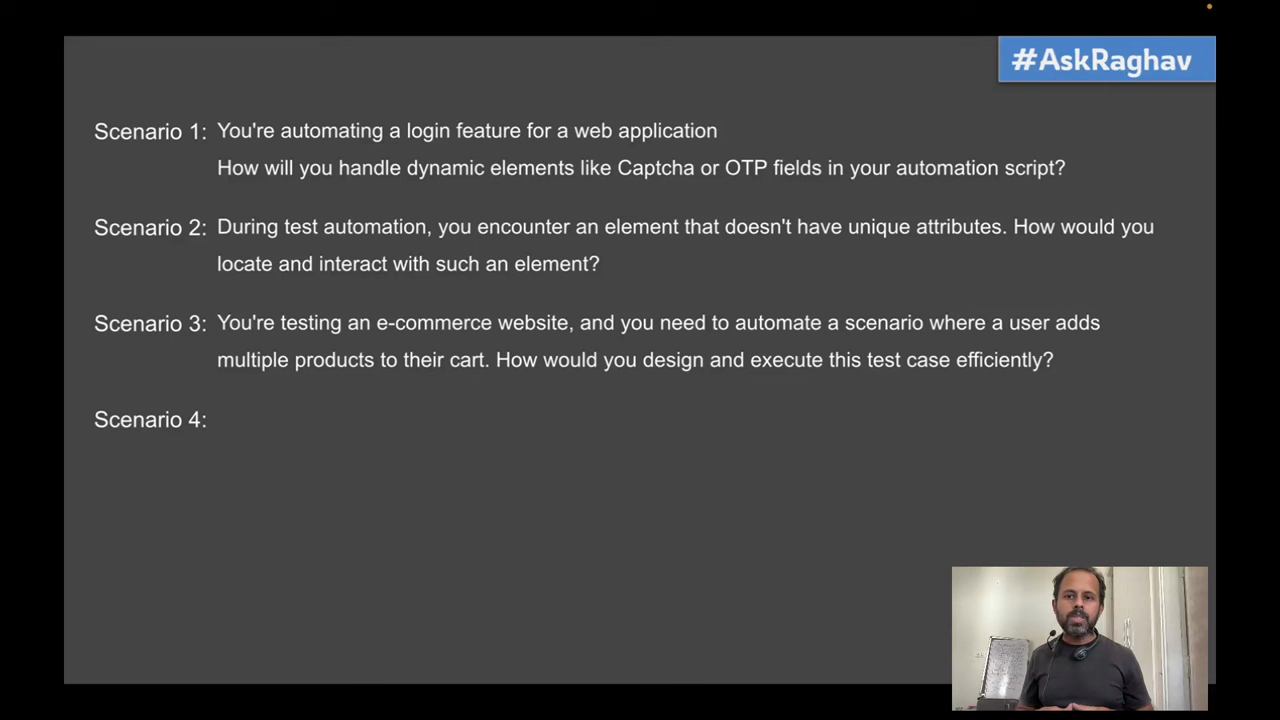 #AskRaghav
Scenario 1: You're automating a login feature for a web application
How will you handle dynamic elements like Captcha or OTP fields in your automation script?
Scenario 2: During test automation, you encounter an element that doesn't have unique attributes. How would you
locate and interact with such an element?
Scenario 3: You're testing an e-commerce website, and you need to automate a scenario where a user adds
multiple products to their cart. How would you design and execute this test case efficiently?
Scenario 4: